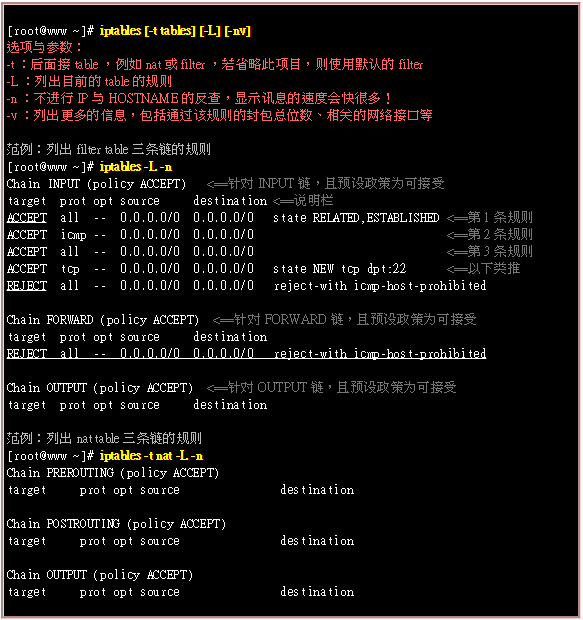 [root@www ~]# iptables [-t tables] [-L] [-nv]
选项与参数：
-t ：后面接 table ，例如 nat 或 filter ，若省略此项目，则使用默认的 filter
-L ：列出目前的 table 的规则
-n ：不进行 IP 与 HOSTNAME 的反查，显示讯息的速度会快很多！
-v ：列出更多的信息，包括通过该规则的封包总位数、相关的网络接口等
范例：列出 filter table 三条链的规则
[root@www ~]# iptables -L -n
Chain INPUT (policy ACCEPT) <==针对 INPUT 链，且预设政策为可接受
target prot opt source destination <==说明栏
ACCEPT all -- 0.0.0.0/0 0.0.0.0/0 state RELATED,ESTABLISHED <==第 1 条规则
ACCEPT icmp -- 0.0.0.0/0 0.0.0.0/0 <==第 2 条规则
ACCEPT all -- 0.0.0.0/0 0.0.0.0/0 <==第 3 条规则
ACCEPT tcp -- 0.0.0.0/0 0.0.0.0/0 state NEW tcp dpt:22 <==以下类推
REJECT all -- 0.0.0.0/0 0.0.0.0/0 reject-with icmp-host-prohibited
Chain FORWARD (policy ACCEPT) <==针对 FORWARD 链，且预设政策为可接受
target prot opt source destination
REJECT all -- 0.0.0.0/0 0.0.0.0/0 reject-with icmp-host-prohibited
Chain OUTPUT (policy ACCEPT) <==针对 OUTPUT 链，且预设政策为可接受
target prot opt source destination
范例：列出 nat table 三条链的规则
[root@www ~]# iptables -t nat -L -n
Chain PREROUTING (policy ACCEPT)
target prot opt source destination
Chain POSTROUTING (policy ACCEPT)
target prot opt source destination
Chain OUTPUT (policy ACCEPT)
target prot opt source destination